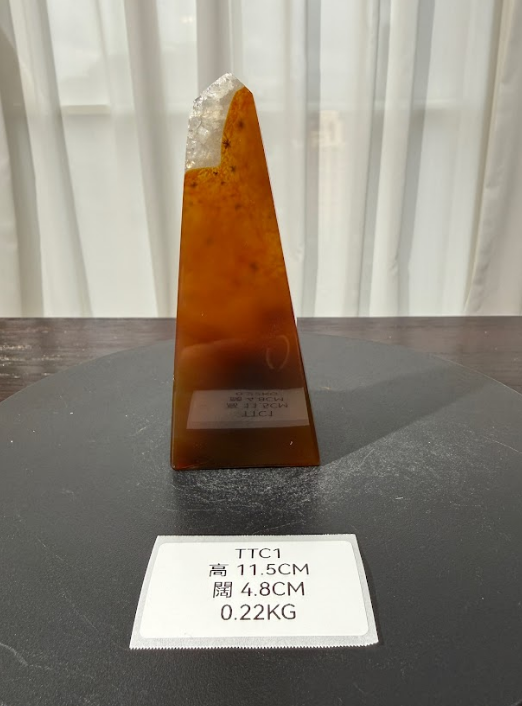 TTC1
高 11.5CM
闊 4.8CM
0.22KG